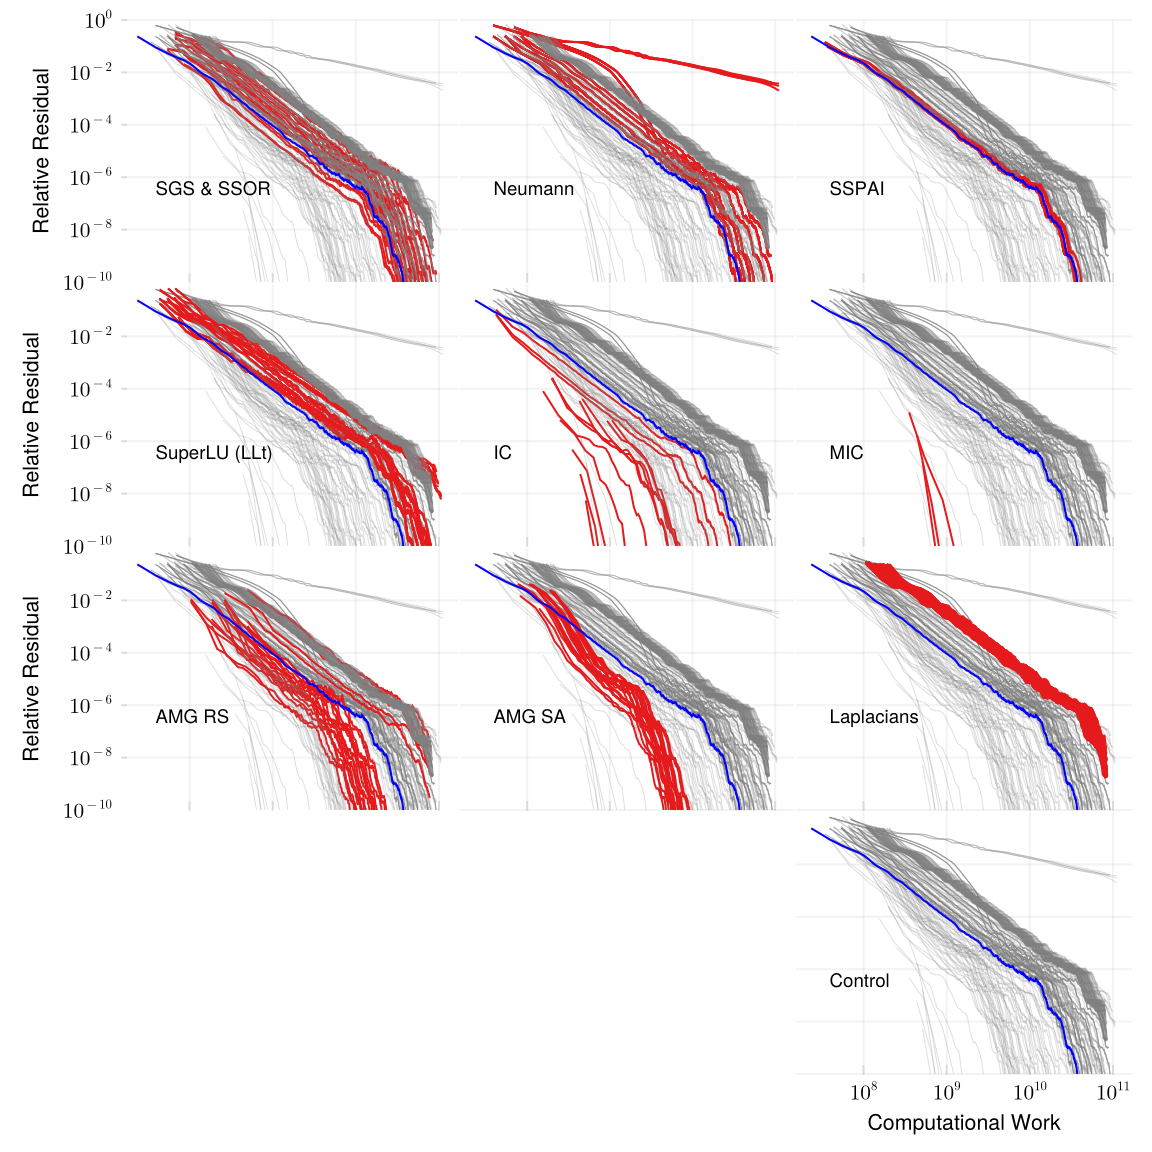 10^0
10^−2
10^−4
10^−6
10^−8
10^−10
Relative Residual
SGS & SSOR
Neumann
SSPAI
10^−2
10^−4
10^−6
10^−8
10^−10
Relative Residual
SuperLU (LLt)
IC
MIC
10^−2
10^−4
10^−6
10^−8
10^−10
Relative Residual
AMG RS
AMG SA
Laplacians
Control
10^8 10^9 10^10 10^11
Computational Work